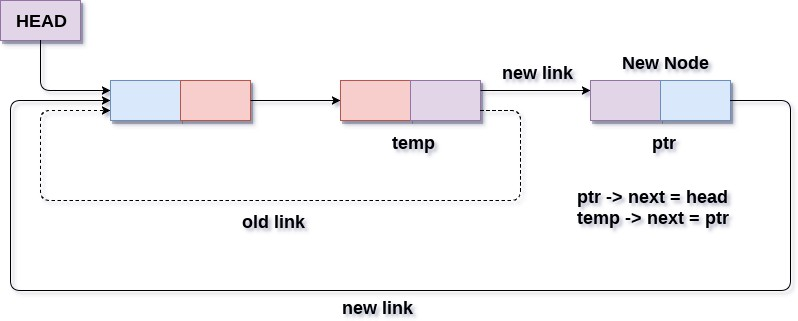 HEAD
New Node
new link
temp
ptr
ptr -> next = head
temp -> next = ptr
old link
new link